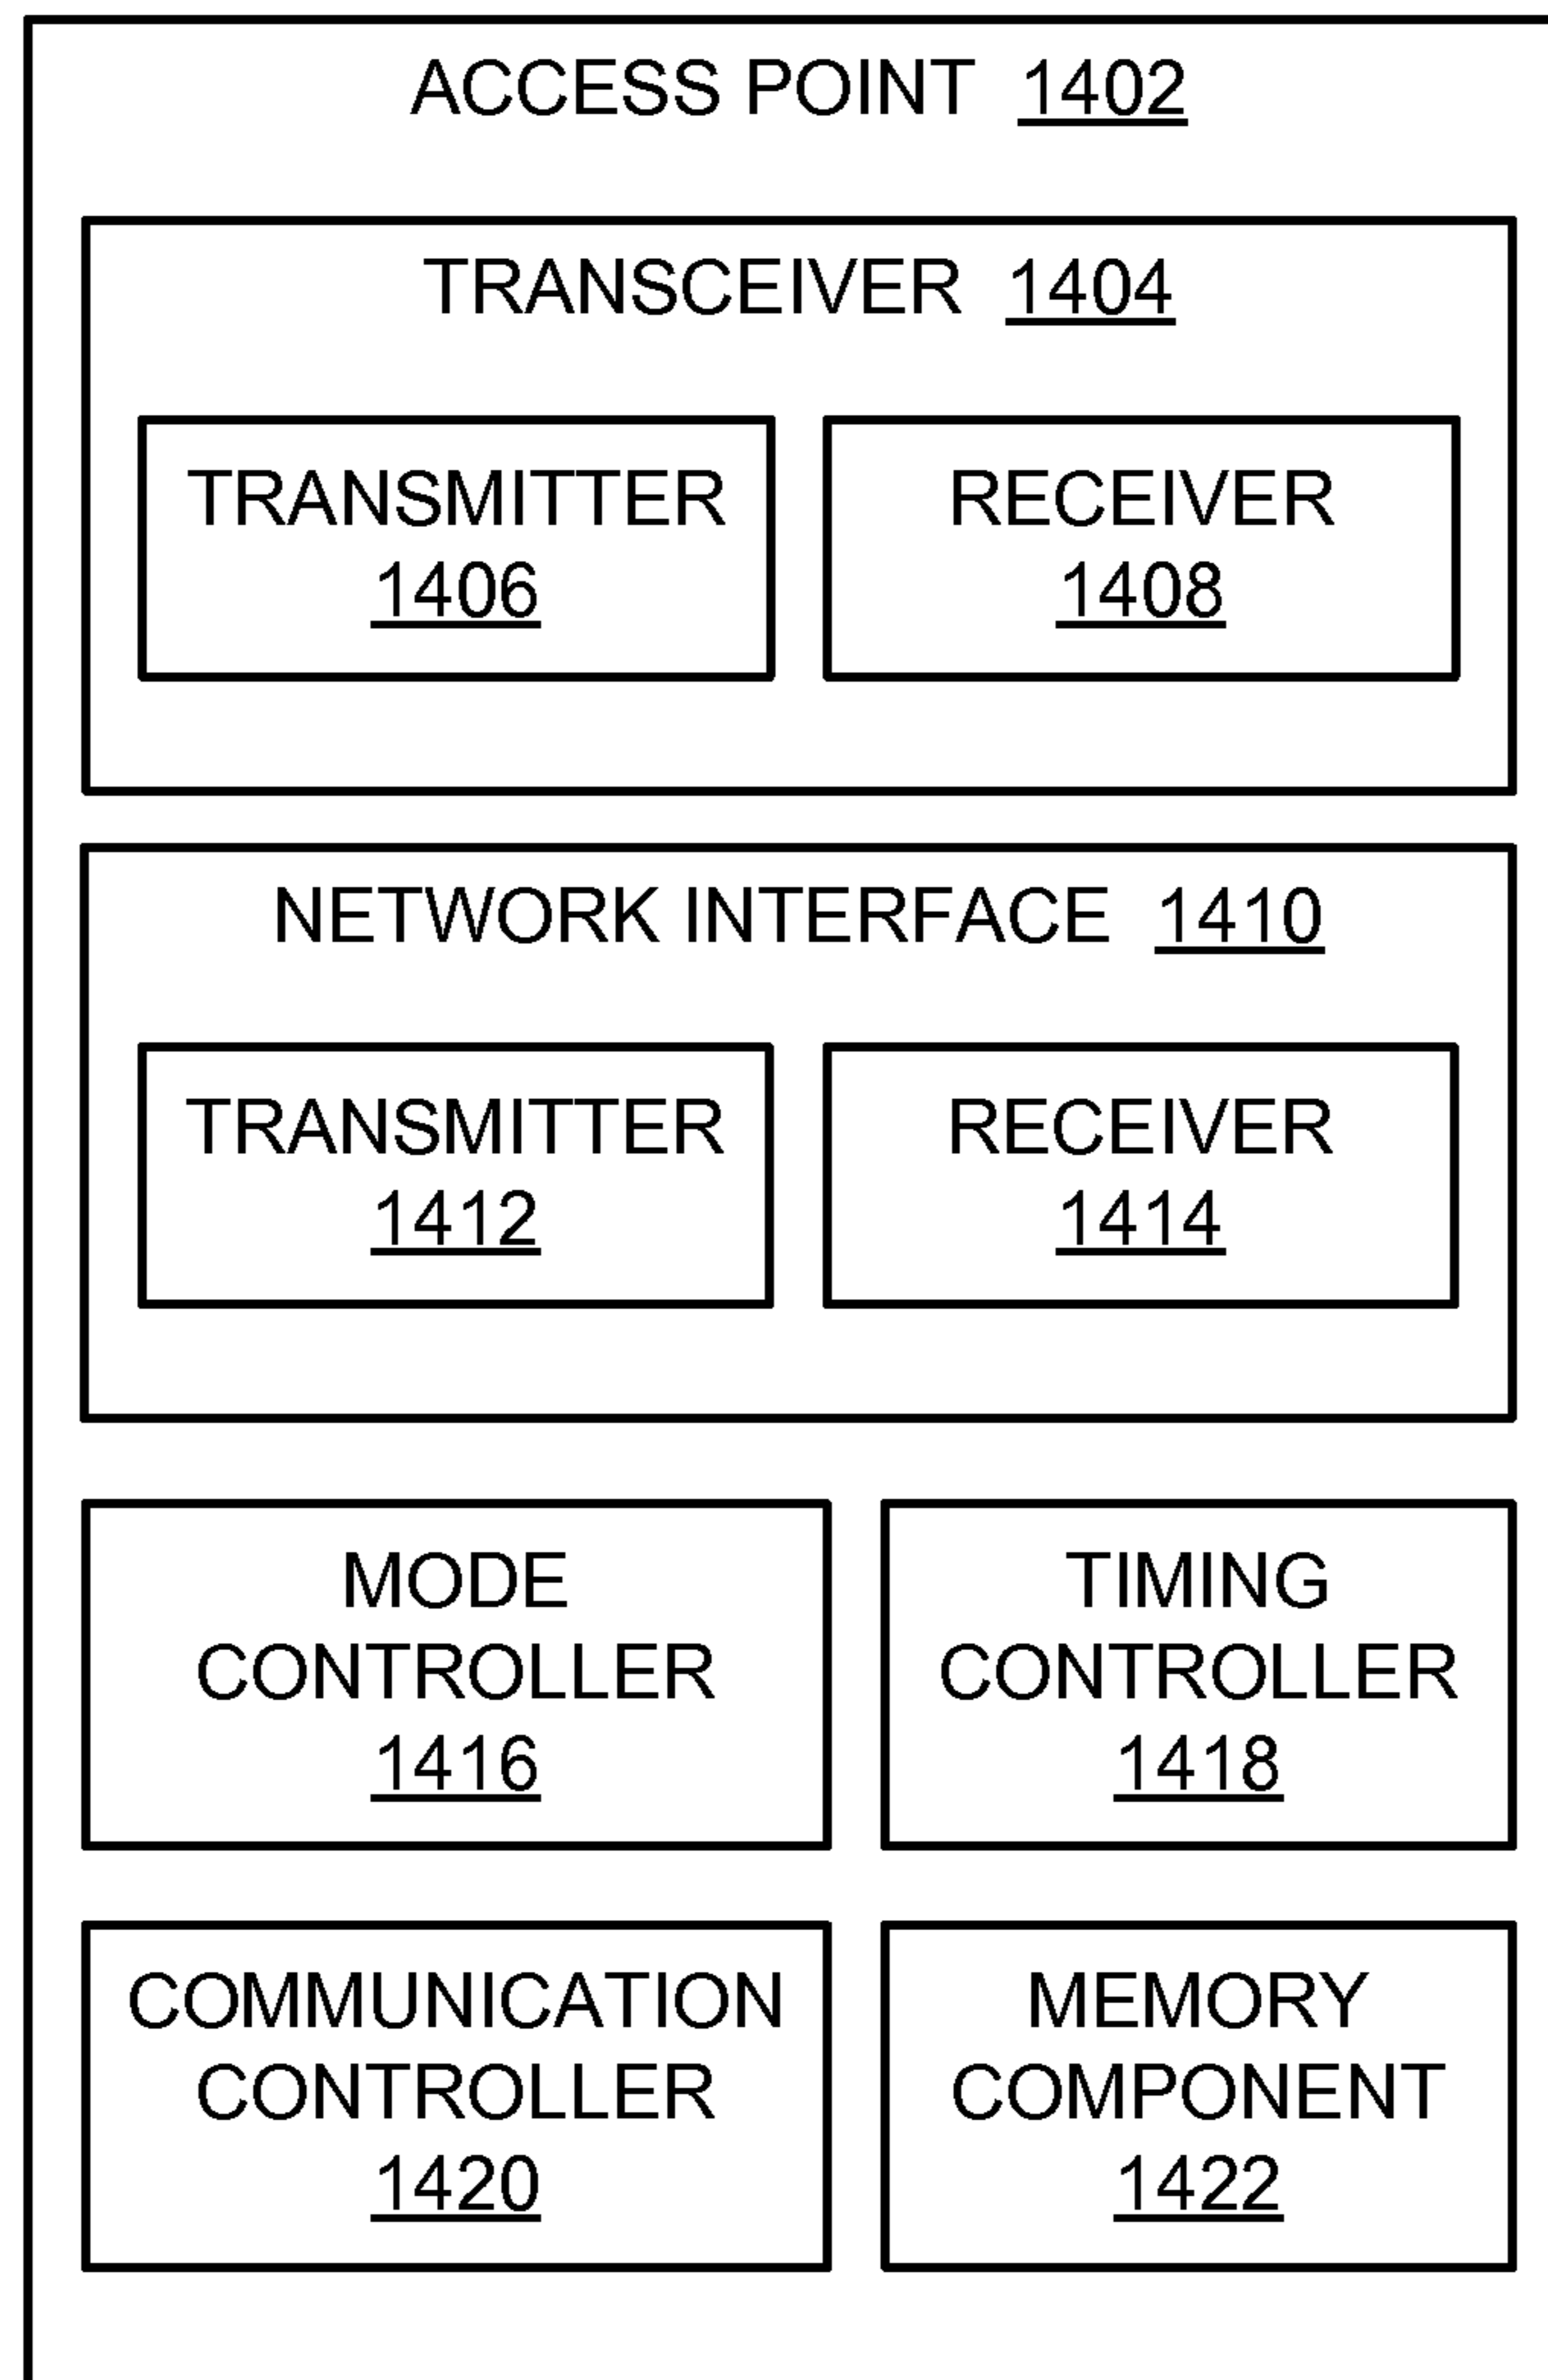 ACCESS POINT 1402
TRANSCEIVER 1404
TRANSMITTER
1406
RECEIVER
1408
NETWORK INTERFACE 1410
TRANSMITTER
1412
RECEIVER
1414
MODE
CONTROLLER
1416
TIMING
CONTROLLER
1418
COMMUNICATION
CONTROLLER
1420
MEMORY
COMPONENT
1422